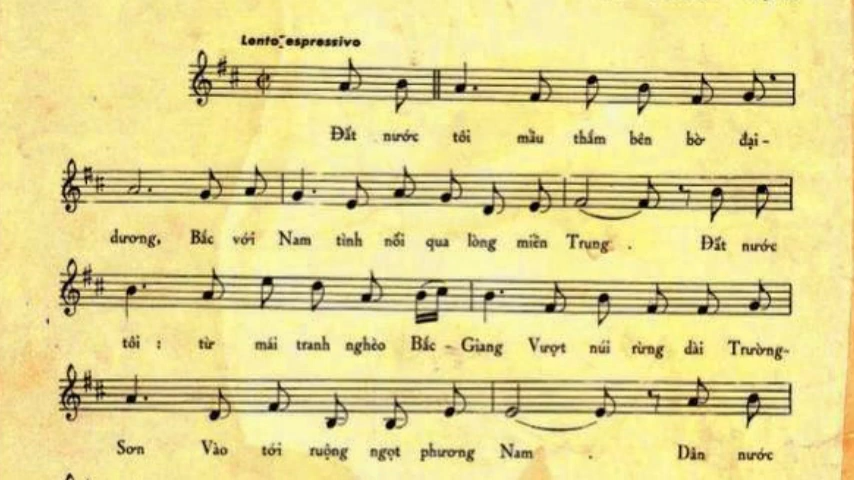 Lento espressivo
Đất nước tôi mầu thắm bên bờ đại-
dương, Bắc với Nam tình nối qua lòng miền Trung . Đất nước
tôi : từ mái tranh nghèo Bắc - Giang Vượt núi rừng dài Trường-
Sơn Vào tới ruộng ngọt phương Nam . Dân nước